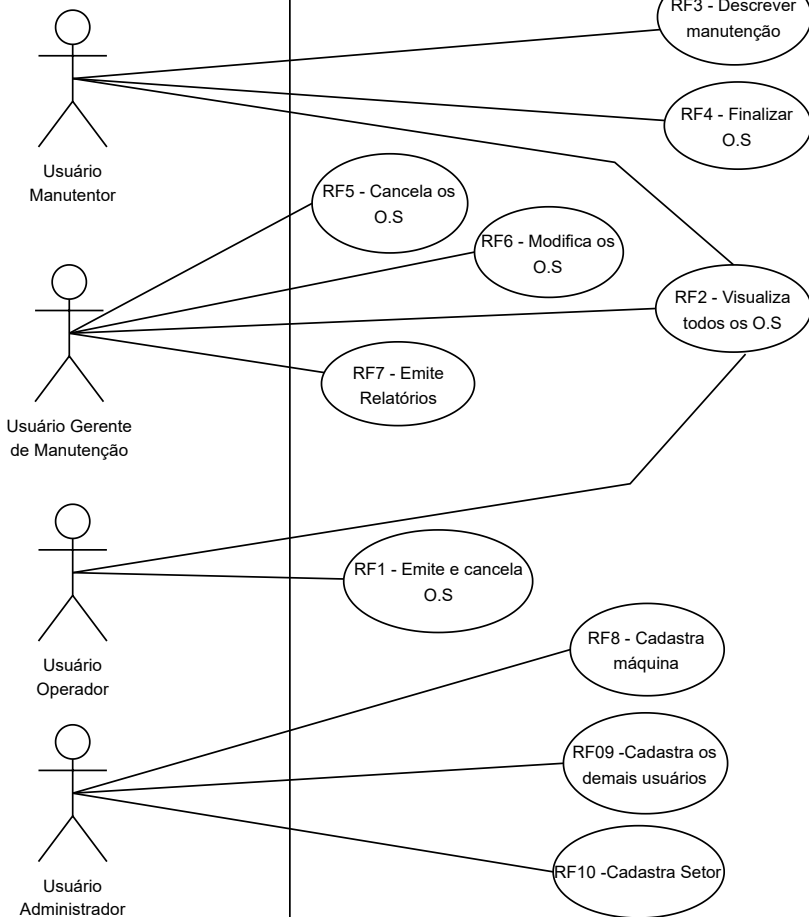 RF3 - Descrever
manutenção
RF4 - Finalizar
O.S
Usuário
Manutentor
RF5 - Cancela os
O.S
RF6 - Modifica os
O.S
RF2 - Visualiza
todos os O.S
RF7 - Emite
Relatórios
Usuário Gerente
de Manutenção
RF1 - Emite e cancela
O.S
Usuário
Operador
RF8 - Cadastra
máquina
RF09 -Cadastra os
demais usuários
RF10 -Cadastra Setor
Usuário
Administrador